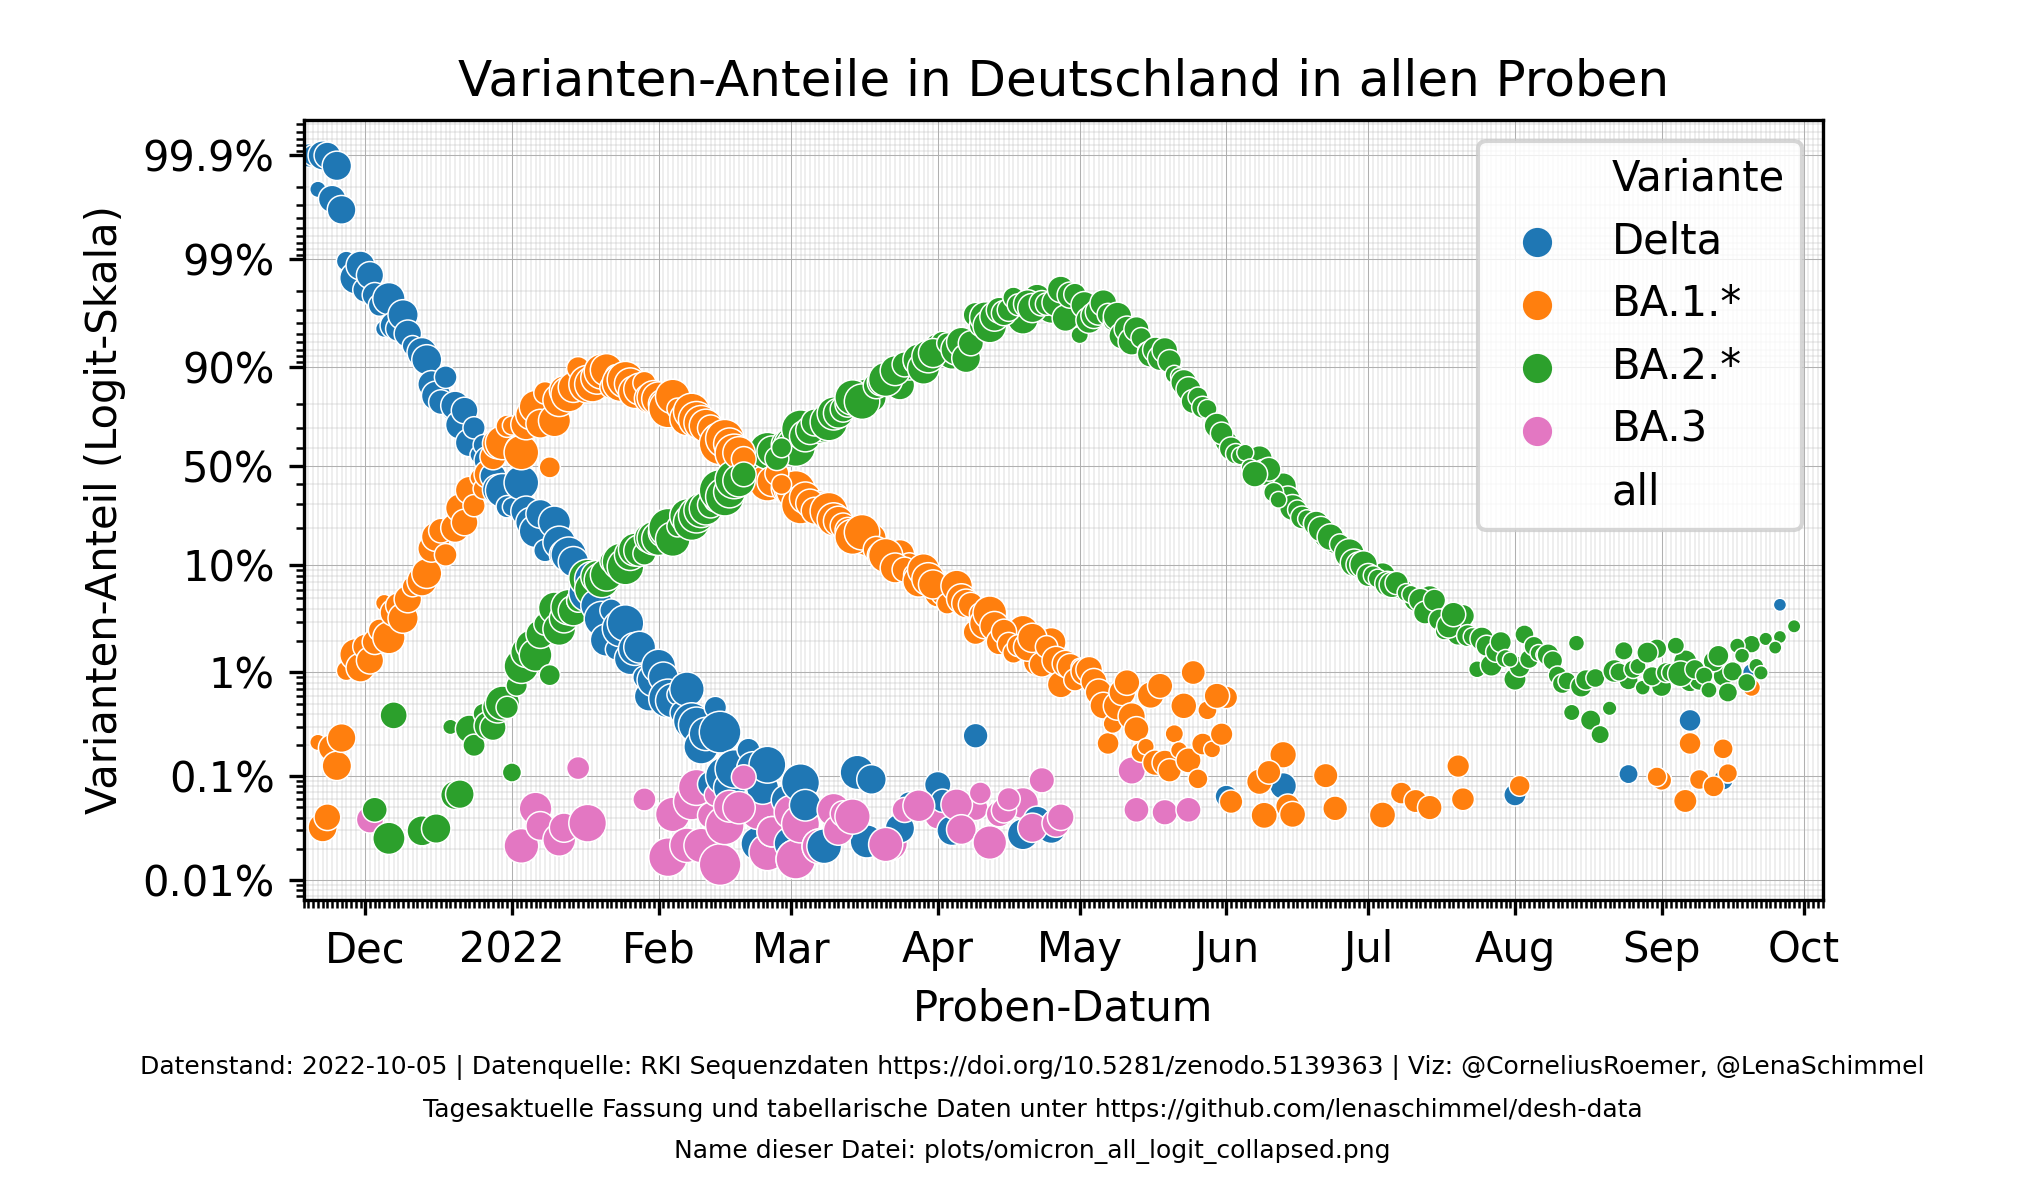 Varianten-Anteile in Deutschland in allen Proben
Varianten-Anteil (Logit-Skala)
99.9%
99%
90%
50%
10%
1%
0.1%
0.01%
Variante
Delta
BA.1.*
BA.2.*
BA.3
all
Dec 2022 Feb Mar Apr May Jun Jul Aug Sep Oct
Proben-Datum
Datenstand: 2022-10-05 | Datenquelle: RKI Sequenzdaten https://doi.org/10.5281/zenodo.5139363 | Viz: @CorneliusRoemer, @LenaSchimmel
Tagesaktuelle Fassung und tabellarische Daten unter https://github.com/lenaschimmel/desh-data
Name dieser Datei: plots/omicron_all_logit_collapsed.png